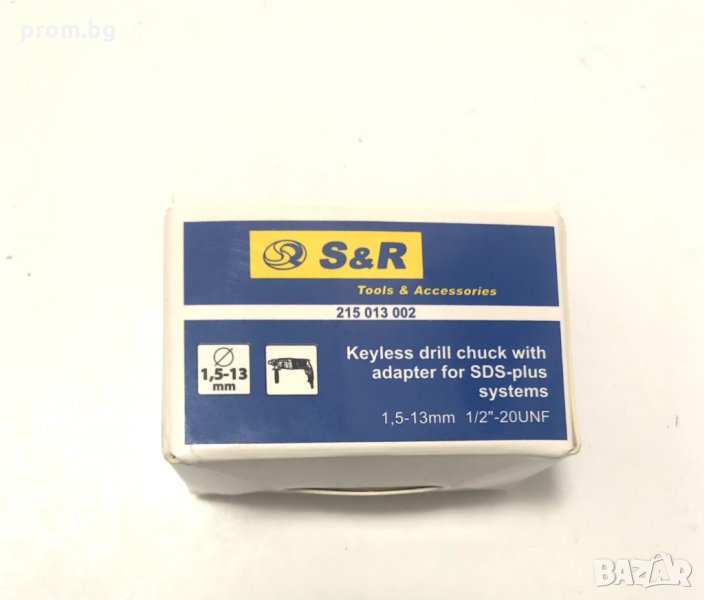 prom.bg
S&R
Tools & Accessories
215 013 002
1,5-13
mm
Keyless drill chuck with
adapter for SDS-plus
systems
1,5-13mm 1/2"-20UNF
BAZAR